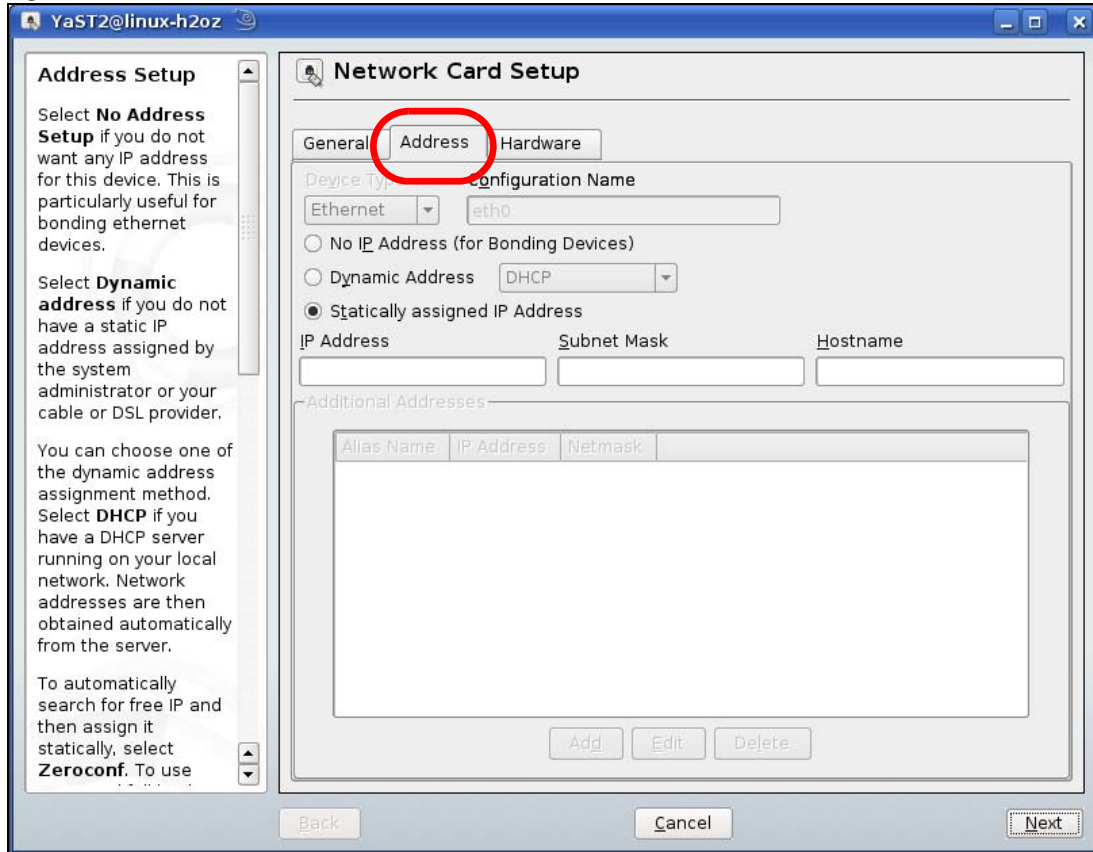 YaST2@linux-h2oz
Address Setup
Select No Address
Setup if you do not
want any IP address
for this device. This is
particularly useful for
bonding ethernet
devices.
Select Dynamic
address if you do not
have a static IP
address assigned by
the system
administrator or your
cable or DSL provider.
You can choose one of
the dynamic address
assignment method.
Select DHCP if you
have a DHCP server
running on your local
network. Network
addresses are then
obtained automatically
from the server.
To automatically
search for free IP and
then assign it
statically, select
Zeroconf. To use
Network Card Setup
General Address Hardware
Device Configuration Name
Ethernet eth0
No IP Address (for Bonding Devices)
Dynamic Address DHCP
Statically assigned IP Address
IP Address Subnet Mask Hostname
Additional Addresses
Alias Name IP Address Netmask
Add Edit Delete
Back Cancel Next